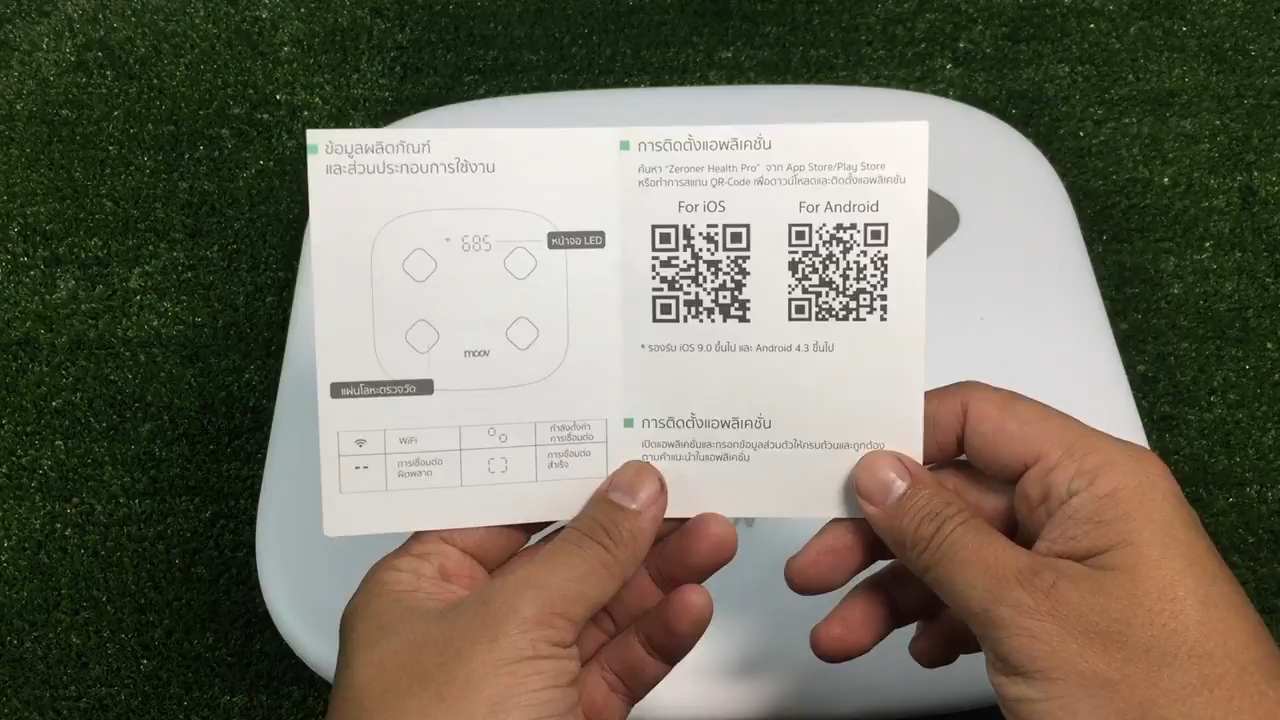 ข้อมูลผลิตภัณฑ์
และส่วนประกอบการใช้งาน
68.5
หน้าจอ LED
moov
แผ่นโลหะตรวจวัด
WiFi
กำลังตั้งค่า
การเชื่อมต่อ
การเชื่อมต่อ
ผิดพลาด
การเชื่อมต่อ
สำเร็จ
การติดตั้งแอพลิเคชั่น
ค้นหา "Zeroner Health Pro" จาก App Store/Play Store
หรือทำการสแกน QR-Code เพื่อดาวน์โหลดและติดตั้งแอพลิเคชั่น
For iOS
For Android
* รองรับ iOS 9.0 ขึ้นไป และ Android 4.3 ขึ้นไป
การติดตั้งแอพลิเคชั่น
เปิดแอพลิเคชั่นและกรอกข้อมูลส่วนตัวให้ครบถ้วนและถูกต้อง
ตามคำแนะนำในแอพลิเคชั่น